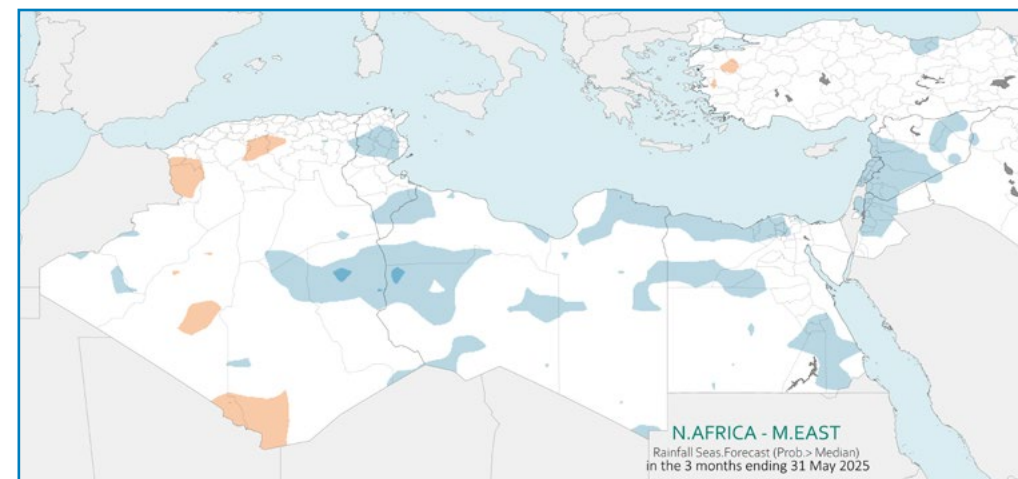 N.AFRICA - M.EAST
Rainfall Seas.Forecast (Prob.> Median)
in the 3 months ending 31 May 2025